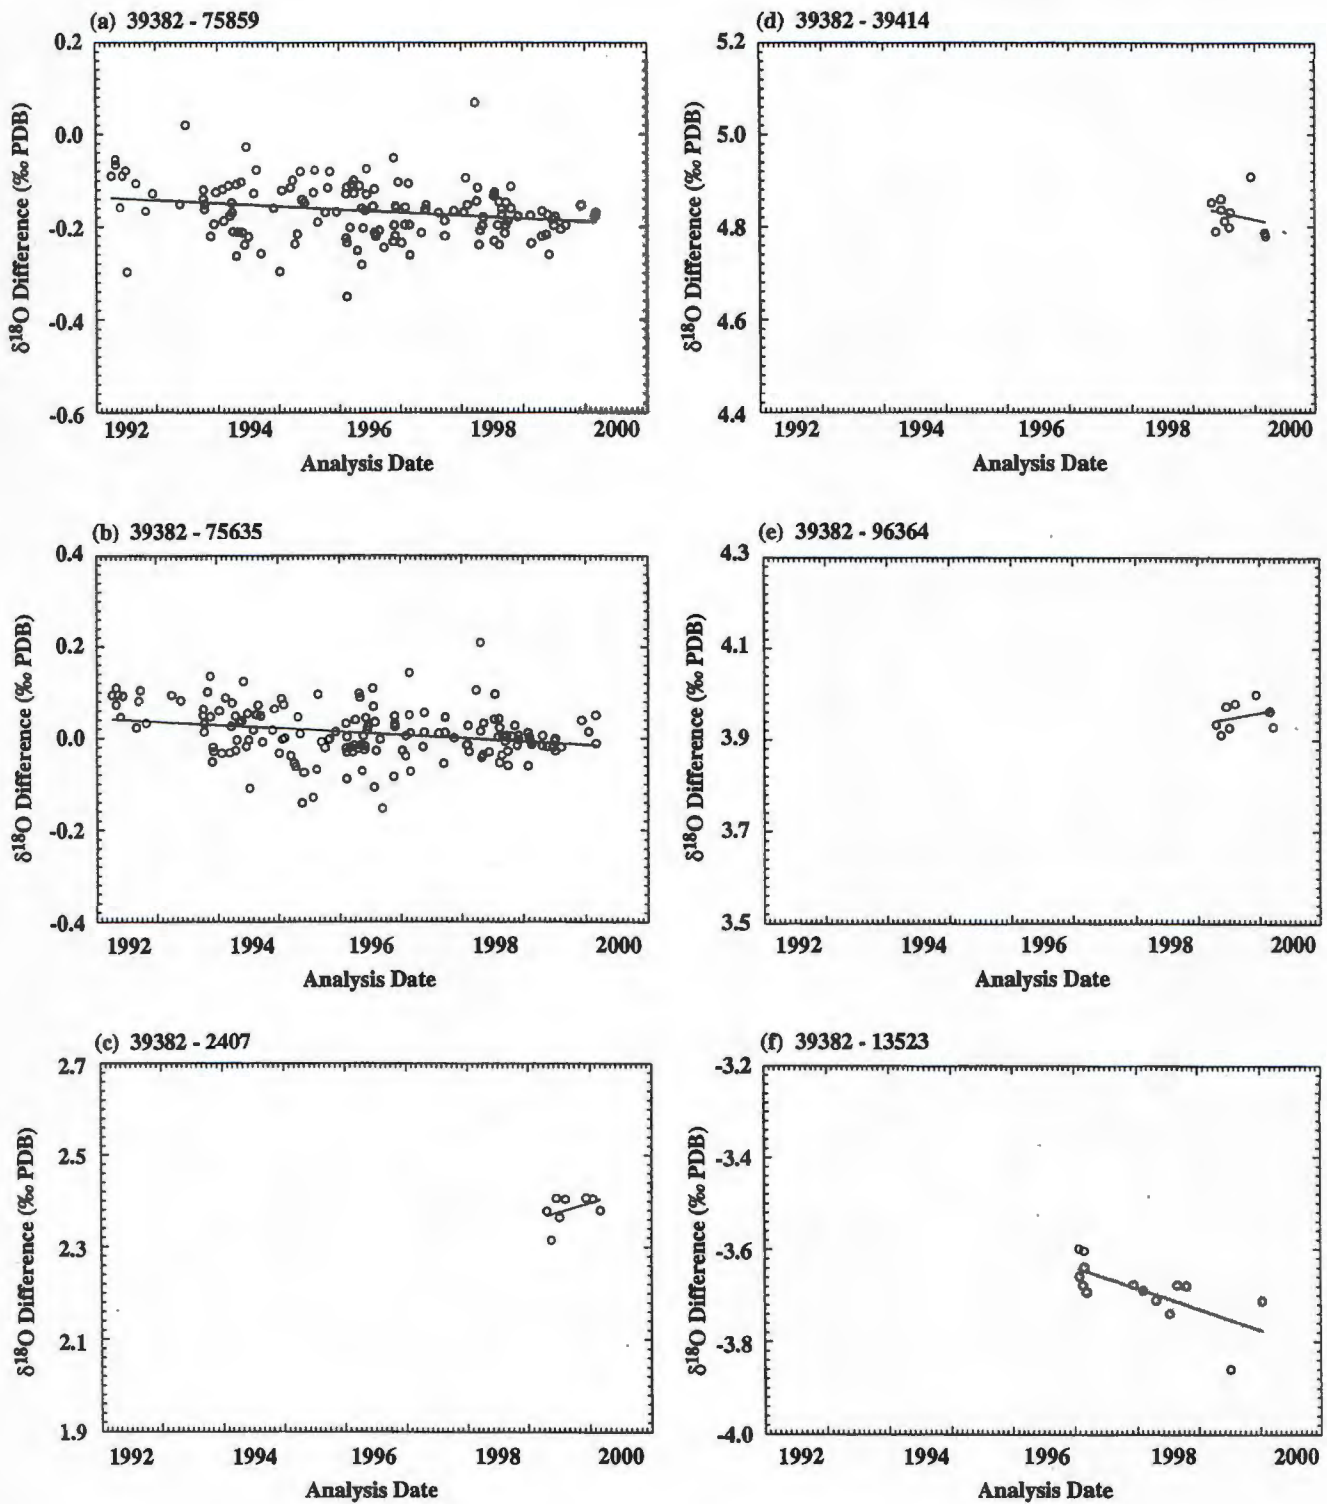 (a) 39382 - 75859
0.2
0.0
-0.2
-0.4
-0.6
δ18O Difference (‰ PDB)
1992 1994 1996 1998 2000
Analysis Date
(d) 39382 - 39414
5.2
5.0
4.8
4.6
4.4
δ18O Difference (‰ PDB)
1992 1994 1996 1998 2000
Analysis Date
(b) 39382 - 75635
0.4
0.2
0.0
-0.2
-0.4
δ18O Difference (‰ PDB)
1992 1994 1996 1998 2000
Analysis Date
(e) 39382 - 96364
4.3
4.1
3.9
3.7
3.5
δ18O Difference (‰ PDB)
1992 1994 1996 1998 2000
Analysis Date
(c) 39382 - 2407
2.7
2.5
2.3
2.1
1.9
δ18O Difference (‰ PDB)
1992 1994 1996 1998 2000
Analysis Date
(f) 39382 - 13523
-3.2
-3.4
-3.6
-3.8
-4.0
δ18O Difference (‰ PDB)
1992 1994 1996 1998 2000
Analysis Date